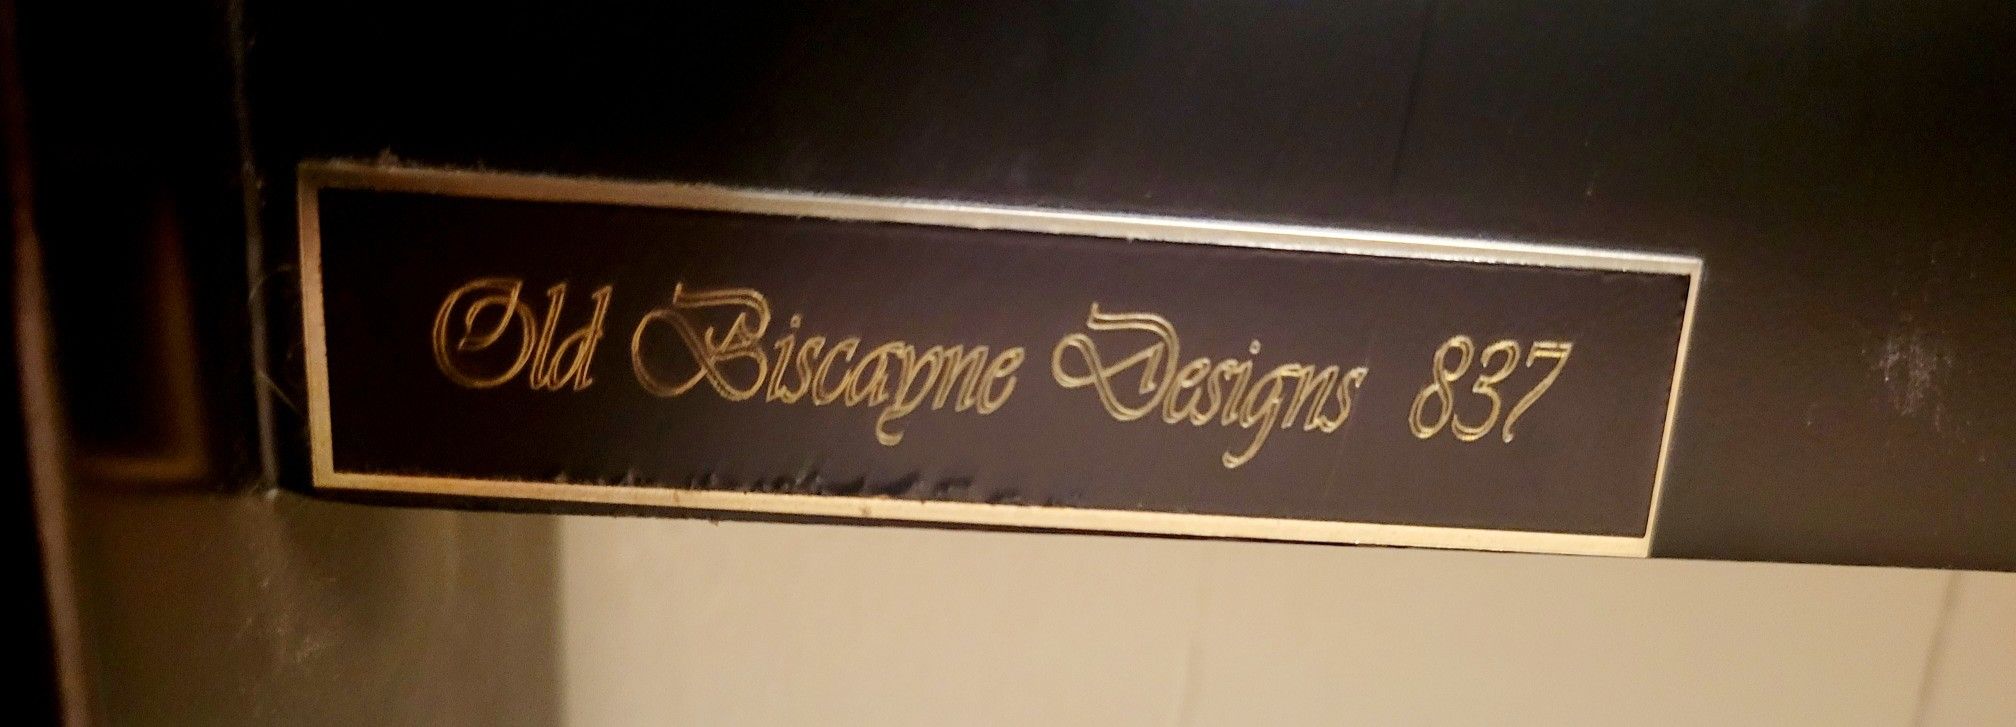 Old Biscayne Designs 837